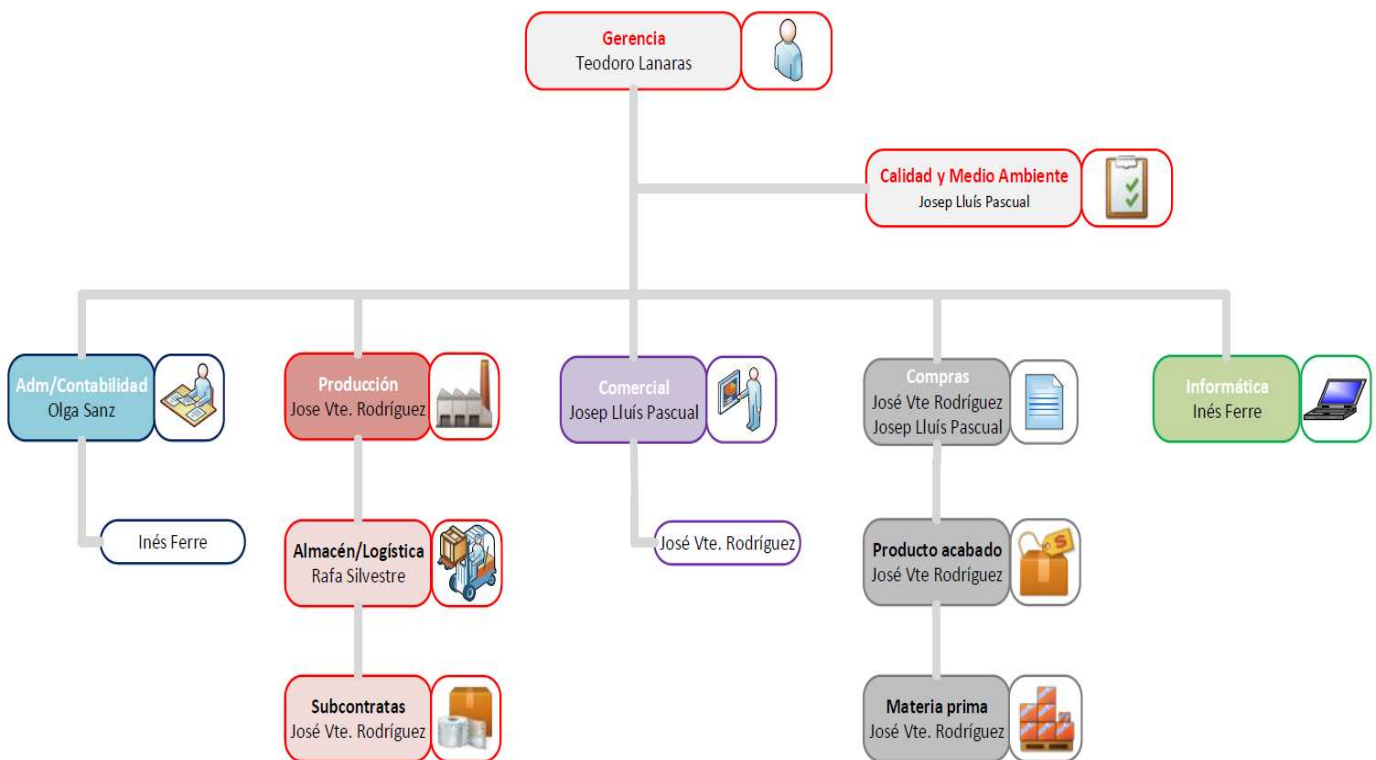 Gerencia
Teodoro Lanaras
Calidad y Medio Ambiente
Josep Lluís Pascual
Adm/Contabilidad
Olga Sanz
Producción
Jose Vte. Rodríguez
Comercial
Josep Lluís Pascual
Compras
José Vte Rodríguez
Josep Lluís Pascual
Informática
Inés Ferre
Inés Ferre
Almacén/Logística
Rafa Silvestre
José Vte. Rodríguez
Producto acabado
José Vte Rodríguez
Subcontratas
José Vte. Rodríguez
Materia prima
José Vte. Rodríguez